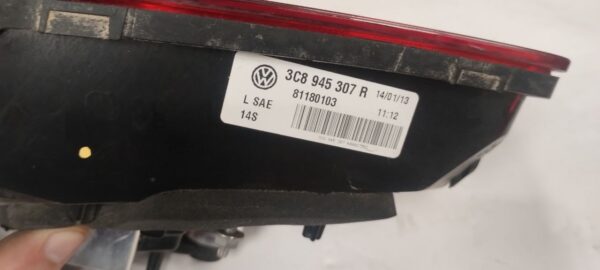 3C8 945 307 R 14/01/13
81180103 11:12
L SAE
14S